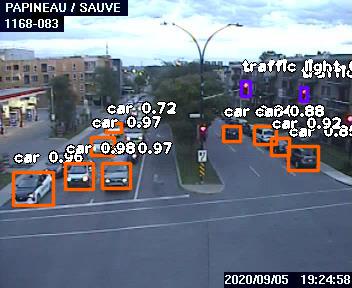 PAPINEAU / SAUVE
1168-083
traffic light
car 0.72
car 0.97
car 0.88
car 0.92
car 0.98
0.97
car 0.96
2020/09/05 19:24:58